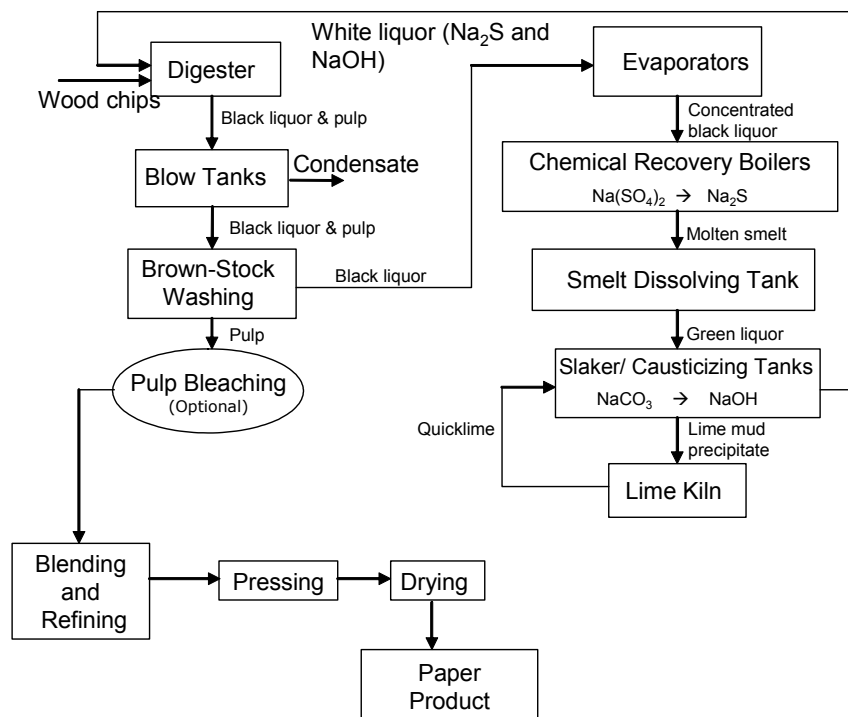 White liquor (Na₂S and
NaOH)
Digester
Wood chips
Black liquor & pulp
Blow Tanks
Condensate
Black liquor & pulp
Brown-Stock
Washing
Black liquor
Pulp
Pulp Bleaching
(Optional)
Evaporators
Concentrated
black liquor
Chemical Recovery Boilers
Na(SO₄)₂ → Na₂S
Molten smelt
Smelt Dissolving Tank
Green liquor
Slaker/ Causticizing Tanks
NaCO₃ → NaOH
Quicklime
Lime mud
precipitate
Lime Kiln
Blending
and
Refining
Pressing
Drying
Paper
Product